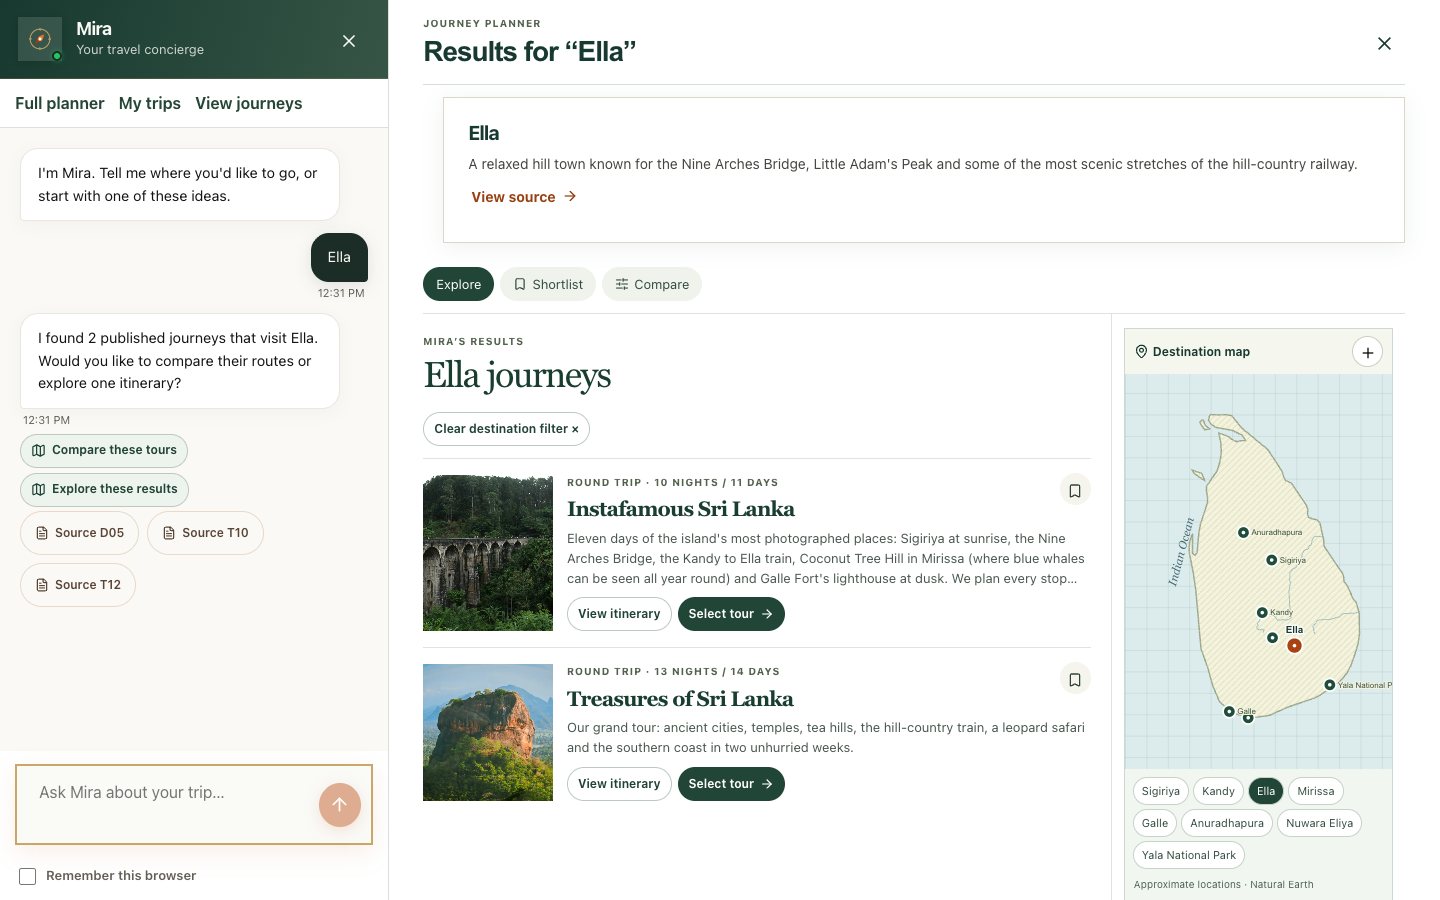 Mira
Your travel concierge
Full planner My trips View journeys
I'm Mira. Tell me where you'd like to go, or
start with one of these ideas.
Ella
12:31 PM
I found 2 published journeys that visit Ella.
Would you like to compare their routes or
explore one itinerary?
12:31 PM
Compare these tours
Explore these results
Source D05 Source T10
Source T12
Ask Mira about your trip...
Remember this browser
JOURNEY PLANNER
Results for “Ella”
Ella
A relaxed hill town known for the Nine Arches Bridge, Little Adam's Peak and some of the most scenic stretches of the hill-country railway.
View source →
Explore Shortlist Compare
MIRA'S RESULTS
Ella journeys
Clear destination filter ×
ROUND TRIP · 10 NIGHTS / 11 DAYS
Instafamous Sri Lanka
Eleven days of the island's most photographed places: Sigiriya at sunrise, the Nine
Arches Bridge, the Kandy to Ella train, Coconut Tree Hill in Mirissa (where blue whales
can be seen all year round) and Galle Fort's lighthouse at dusk. We plan every stop...
View itinerary Select tour →
ROUND TRIP · 13 NIGHTS / 14 DAYS
Treasures of Sri Lanka
Our grand tour: ancient cities, temples, tea hills, the hill-country train, a leopard safari
and the southern coast in two unhurried weeks.
View itinerary Select tour →
Destination map
Indian Ocean
Anuradhapura
Sigiriya
Kandy
Ella
Yala National P
Galle
Sigiriya Kandy Ella Mirissa
Galle Anuradhapura Nuwara Eliya
Yala National Park
Approximate locations · Natural Earth